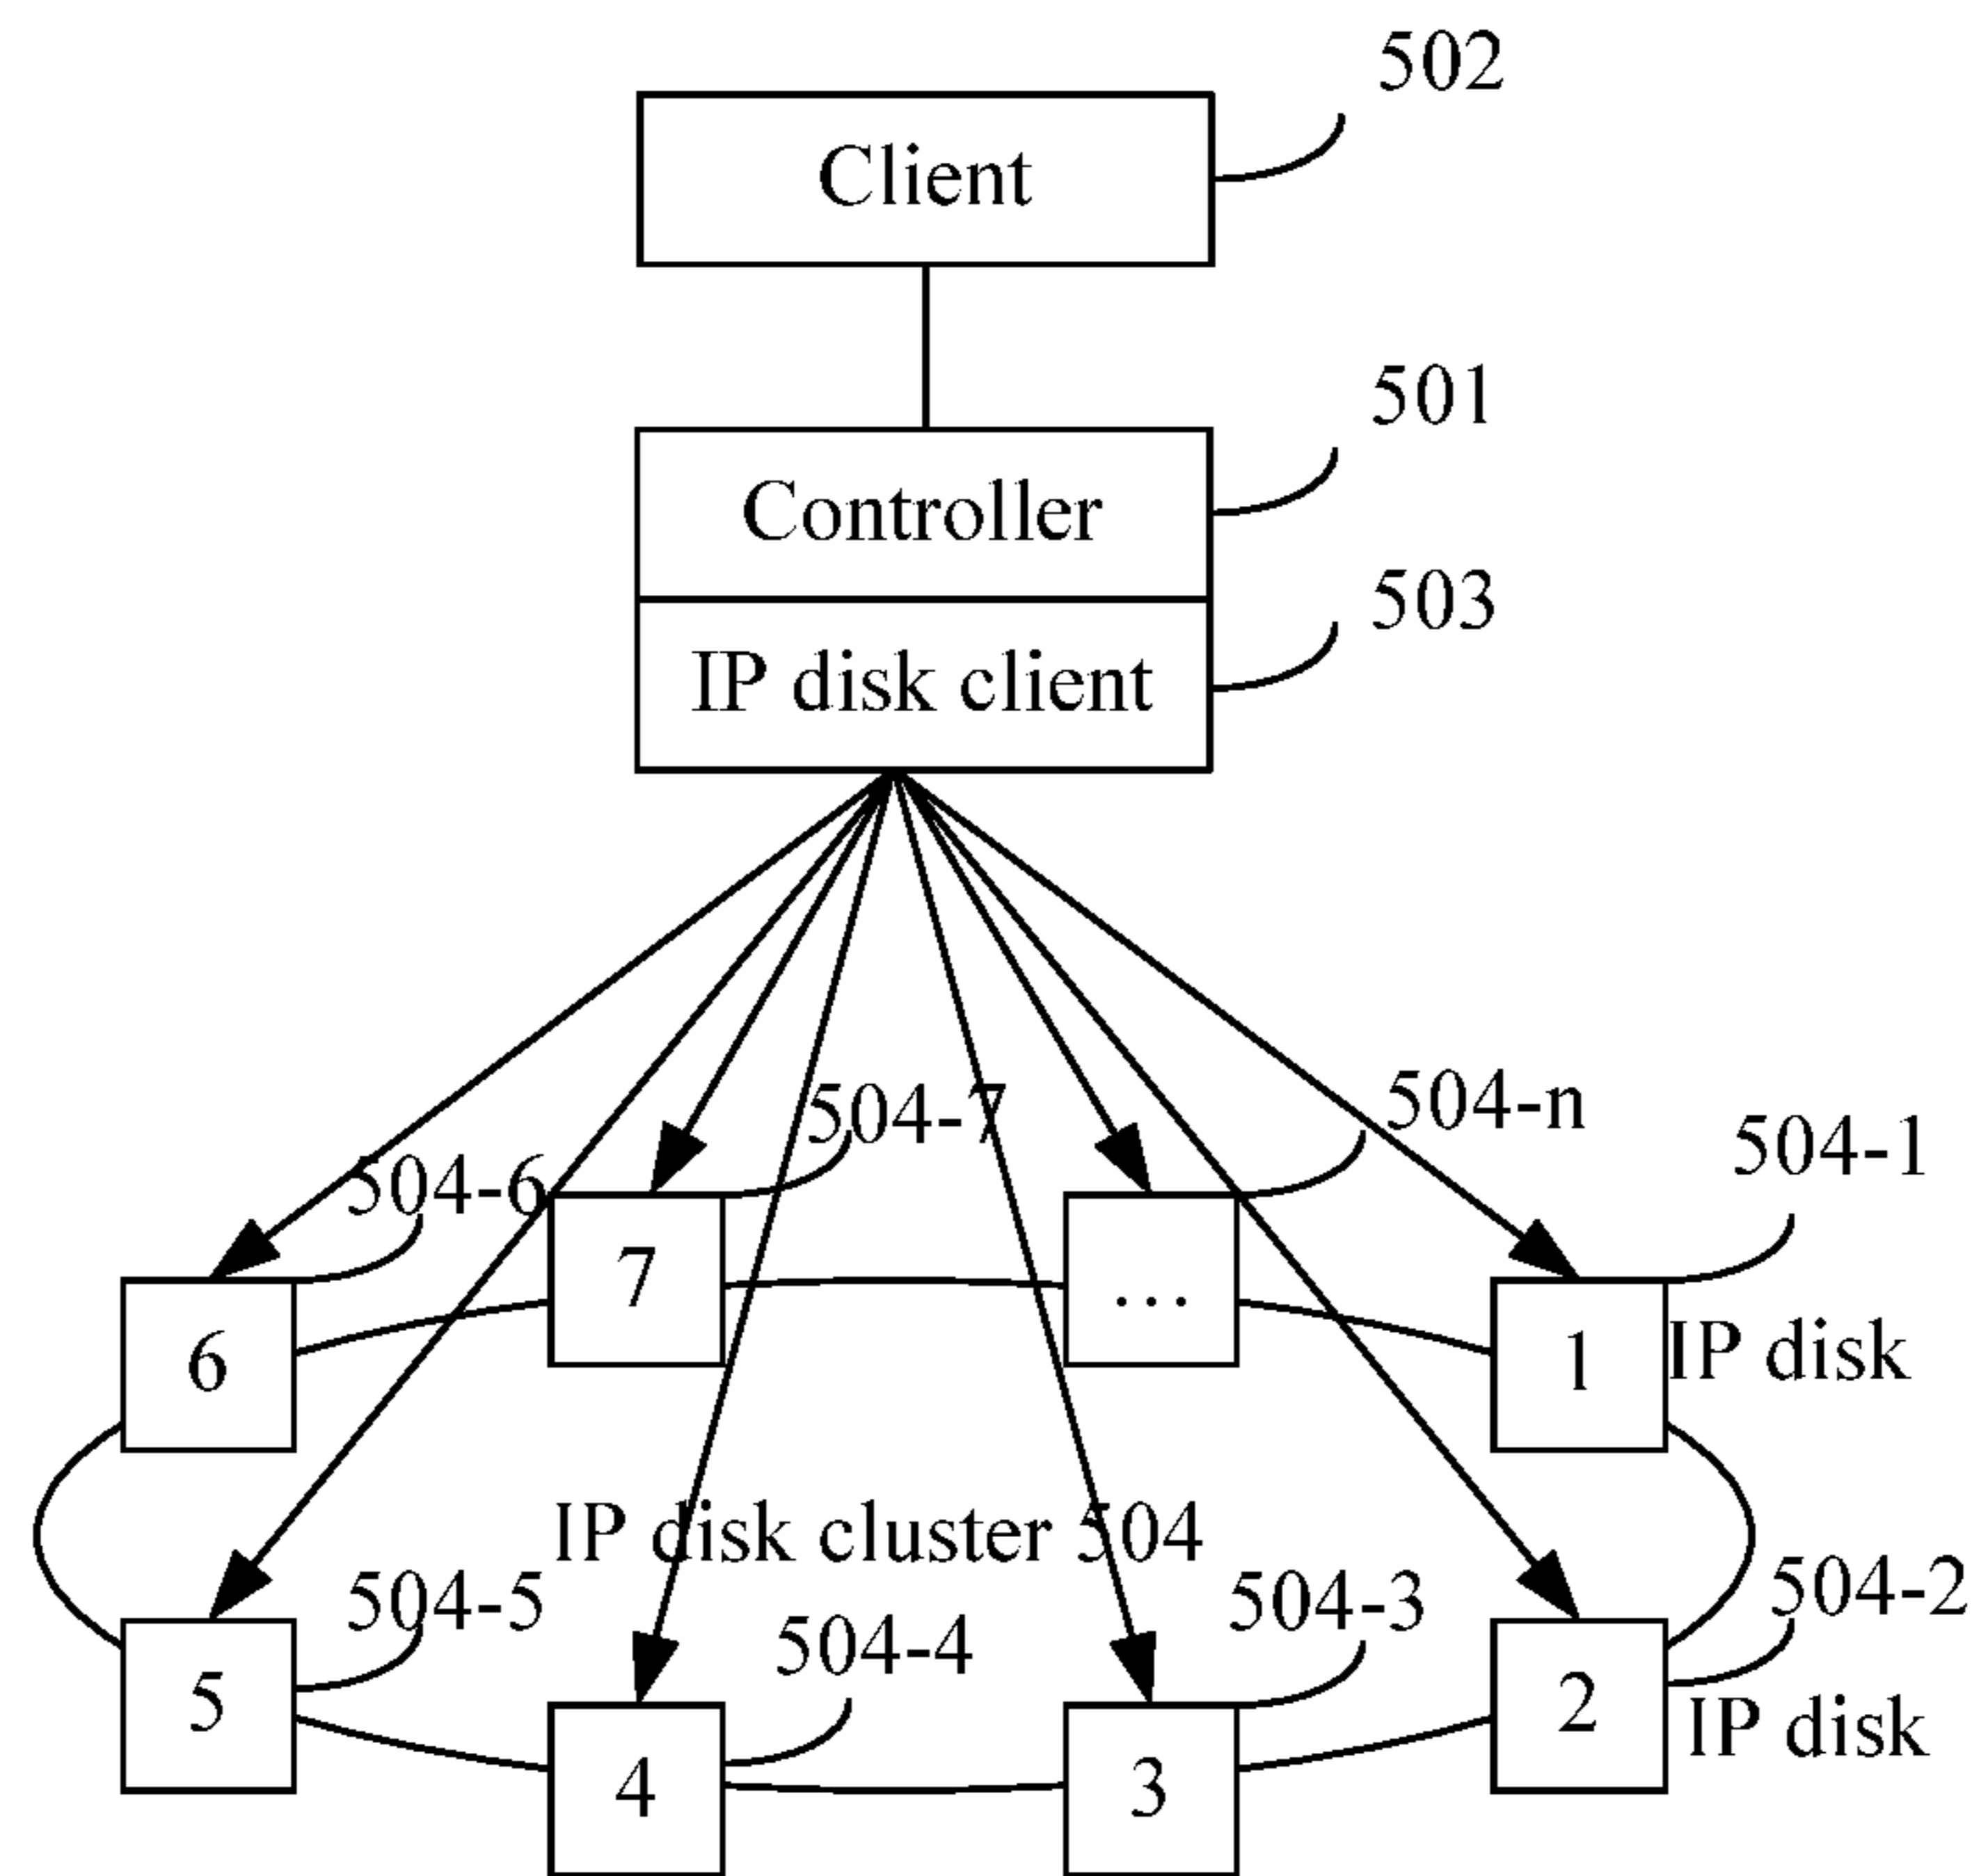 502
Client
501
Controller
503
IP disk client
504-7
504-n
504-1
504-6
7
...
6
1
IP disk
IP disk cluster 504
504-5
504-4
504-3
504-2
5
4
3
2
IP disk